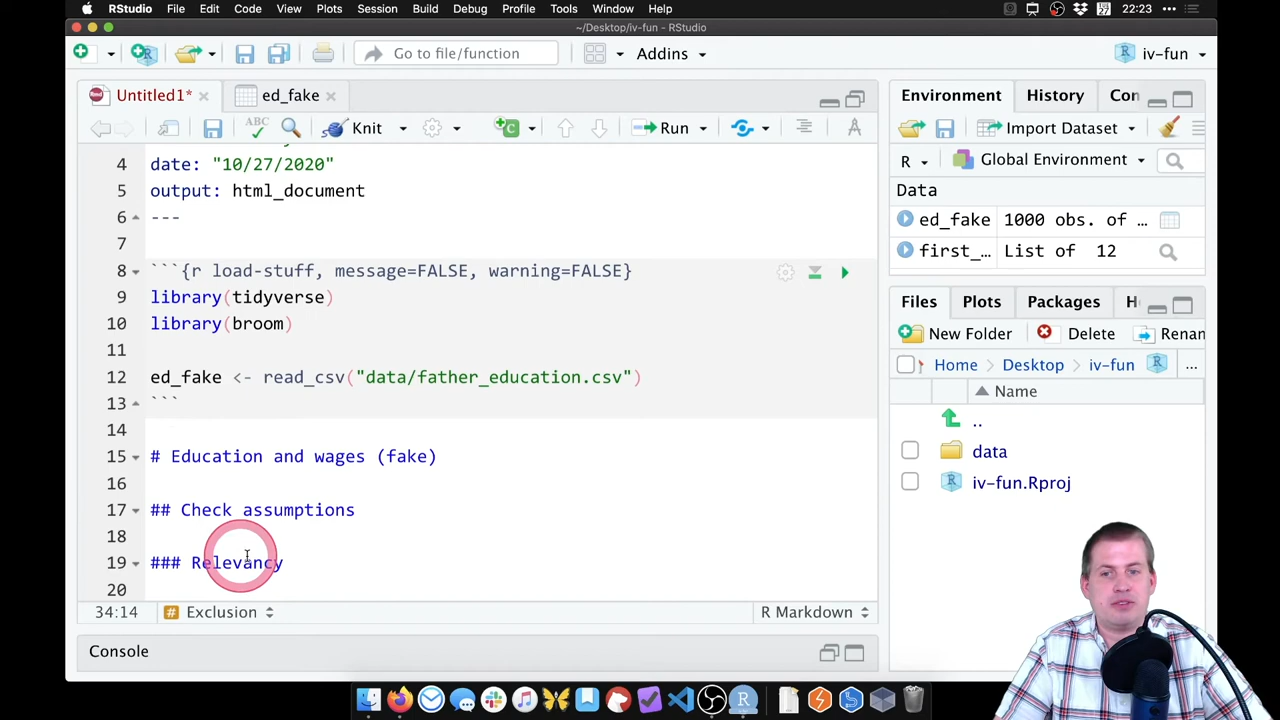 RStudio File Edit Code View Plots Session Build Debug Profile Tools Window Help 22:23
~/Desktop/iv-fun - RStudio
Go to file/function Addins iv-fun
Untitled1* ed_fake
ABC Knit Run
4 date: "10/27/2020"
5 output: html_document
6 ---
7
8 ```{r load-stuff, message=FALSE, warning=FALSE}
9 library(tidyverse)
10 library(broom)
11
12 ed_fake <- read_csv("data/father_education.csv")
13 ```
14
15 # Education and wages (fake)
16
17 ## Check assumptions
18
19 ### Relevancy
20
34:14 # Exclusion R Markdown
Console
Environment History Con
Import Dataset
R Global Environment
Data
ed_fake 1000 obs. of …
first_… List of 12
Files Plots Packages H
New Folder Delete Renan
Home Desktop iv-fun ...
Name
..
data
iv-fun.Rproj